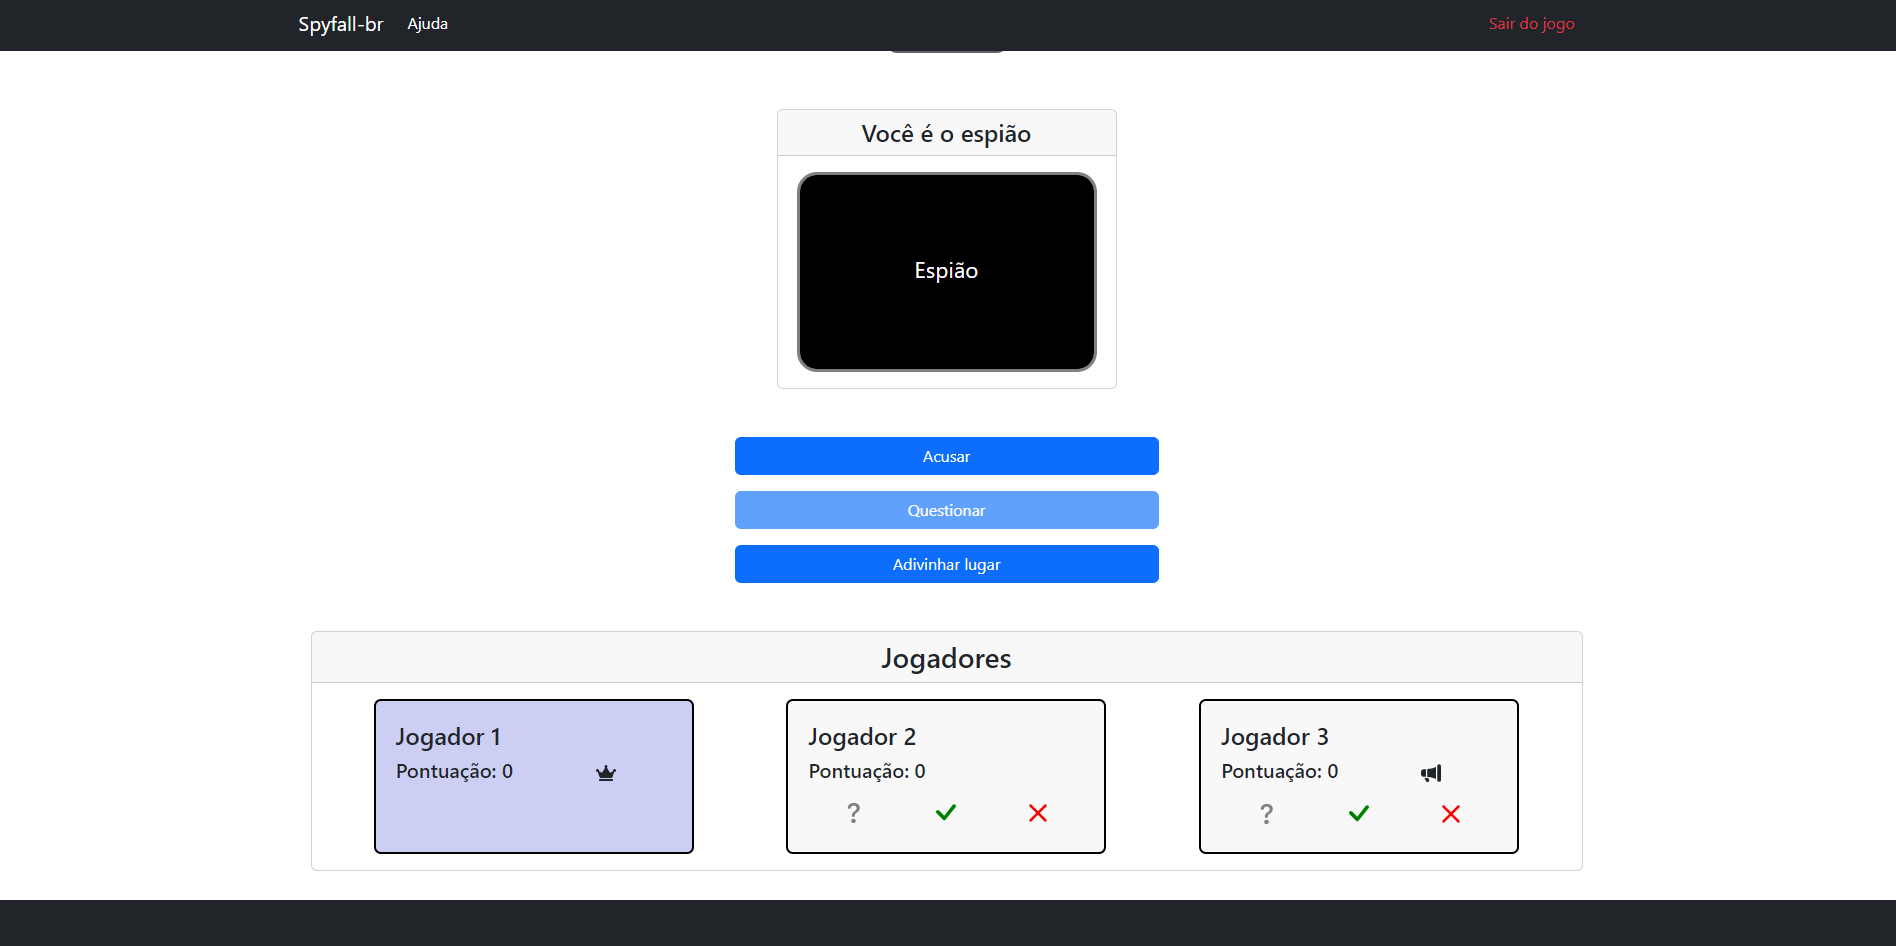 Spyfall-br Ajuda Sair do jogo
Você é o espião
Espião
Acusar
Questionar
Adivinhar lugar
Jogadores
Jogador 1
Pontuação: 0
Jogador 2
Pontuação: 0
?
Jogador 3
Pontuação: 0
?